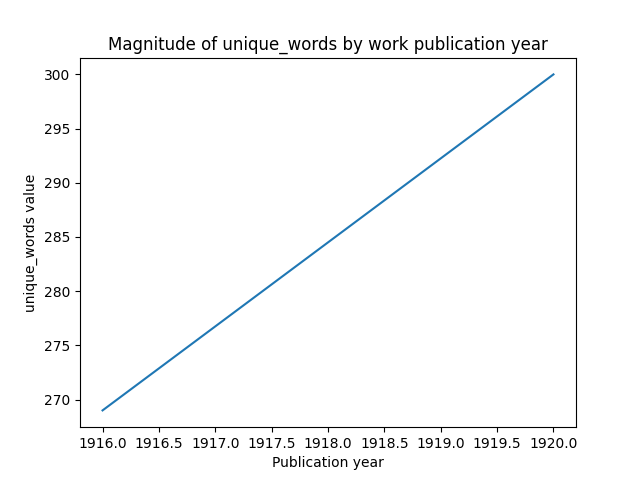 Magnitude of unique_words by work publication year
300
295
290
285
280
275
270
unique_words value
1916.0 1916.5 1917.0 1917.5 1918.0 1918.5 1919.0 1919.5 1920.0
Publication year